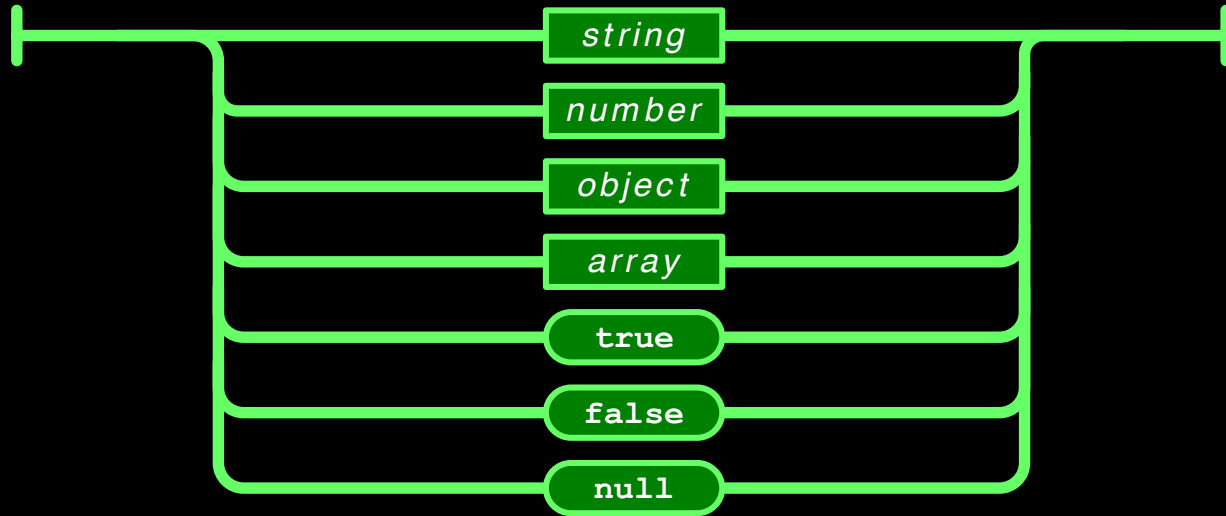 string
number
object
array
true
false
null